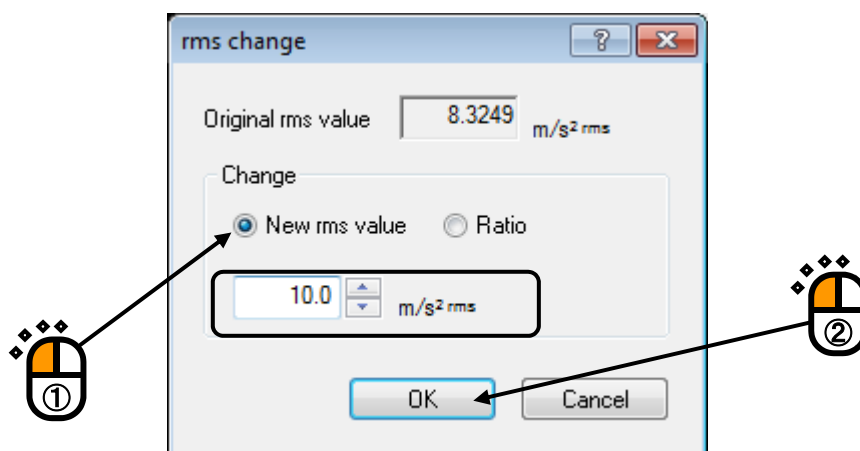 rms change
Original rms value 8.3249 m/s² rms
Change
New rms value Ratio
10.0 m/s² rms
①
②
OK Cancel